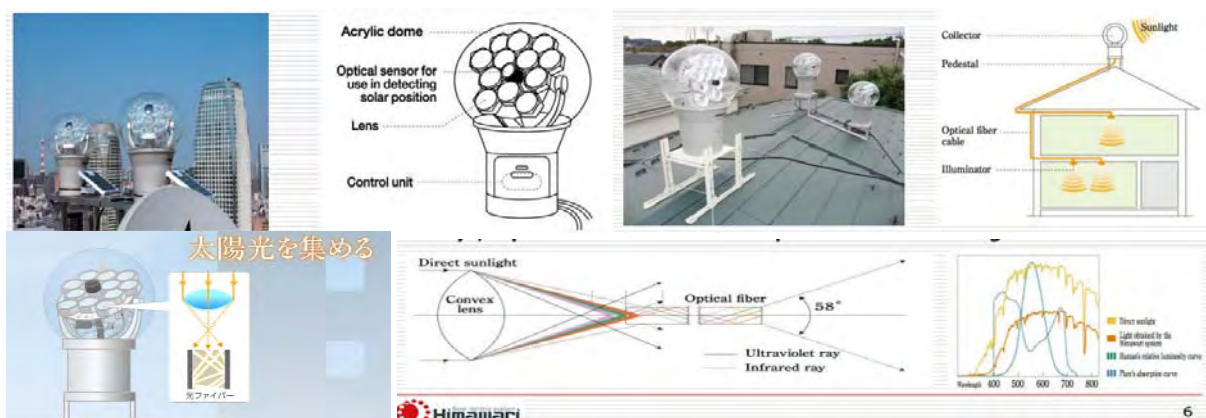 Acrylic dome
Optical sensor for
use in detecting
solar position
Lens
Control unit
Sunlight
Collector
Pedestal
Optical fiber
cable
Illuminator
太陽光を集める
光ファイバー
Direct sunlight
Convex
lens
Optical fiber
58°
Ultraviolet ray
Infrared ray
Direct sunlight
Light obtained by the
Himawari system
Human's relative luminosity curve
Plant's absorption curve
Wavelength 400 500 600 700 800
Himawari
6